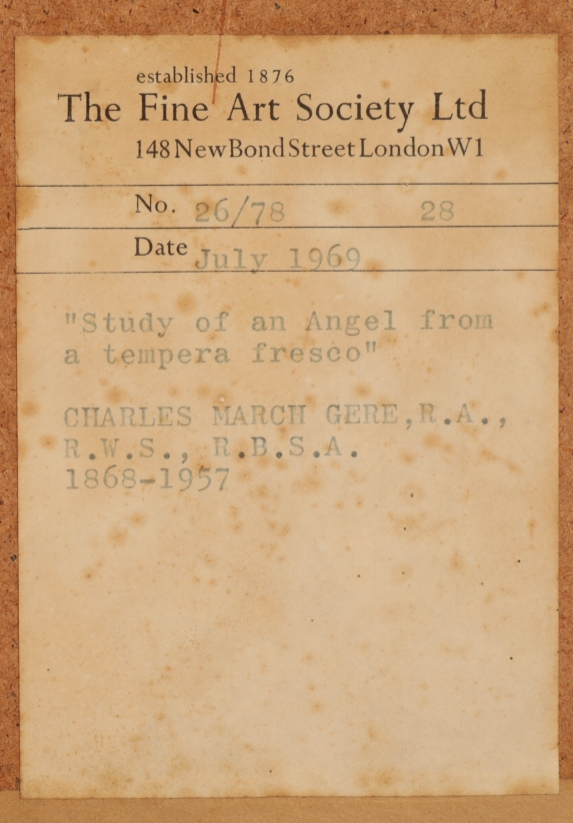 established 1876
The Fine Art Society Ltd
148 New Bond Street London W1
No. 26/78 28
Date July 1969
"Study of an Angel from
a tempera fresco"
CHARLES MARCH GERE,R.A.,
R.W.S., R.B.S.A.
1868-1957